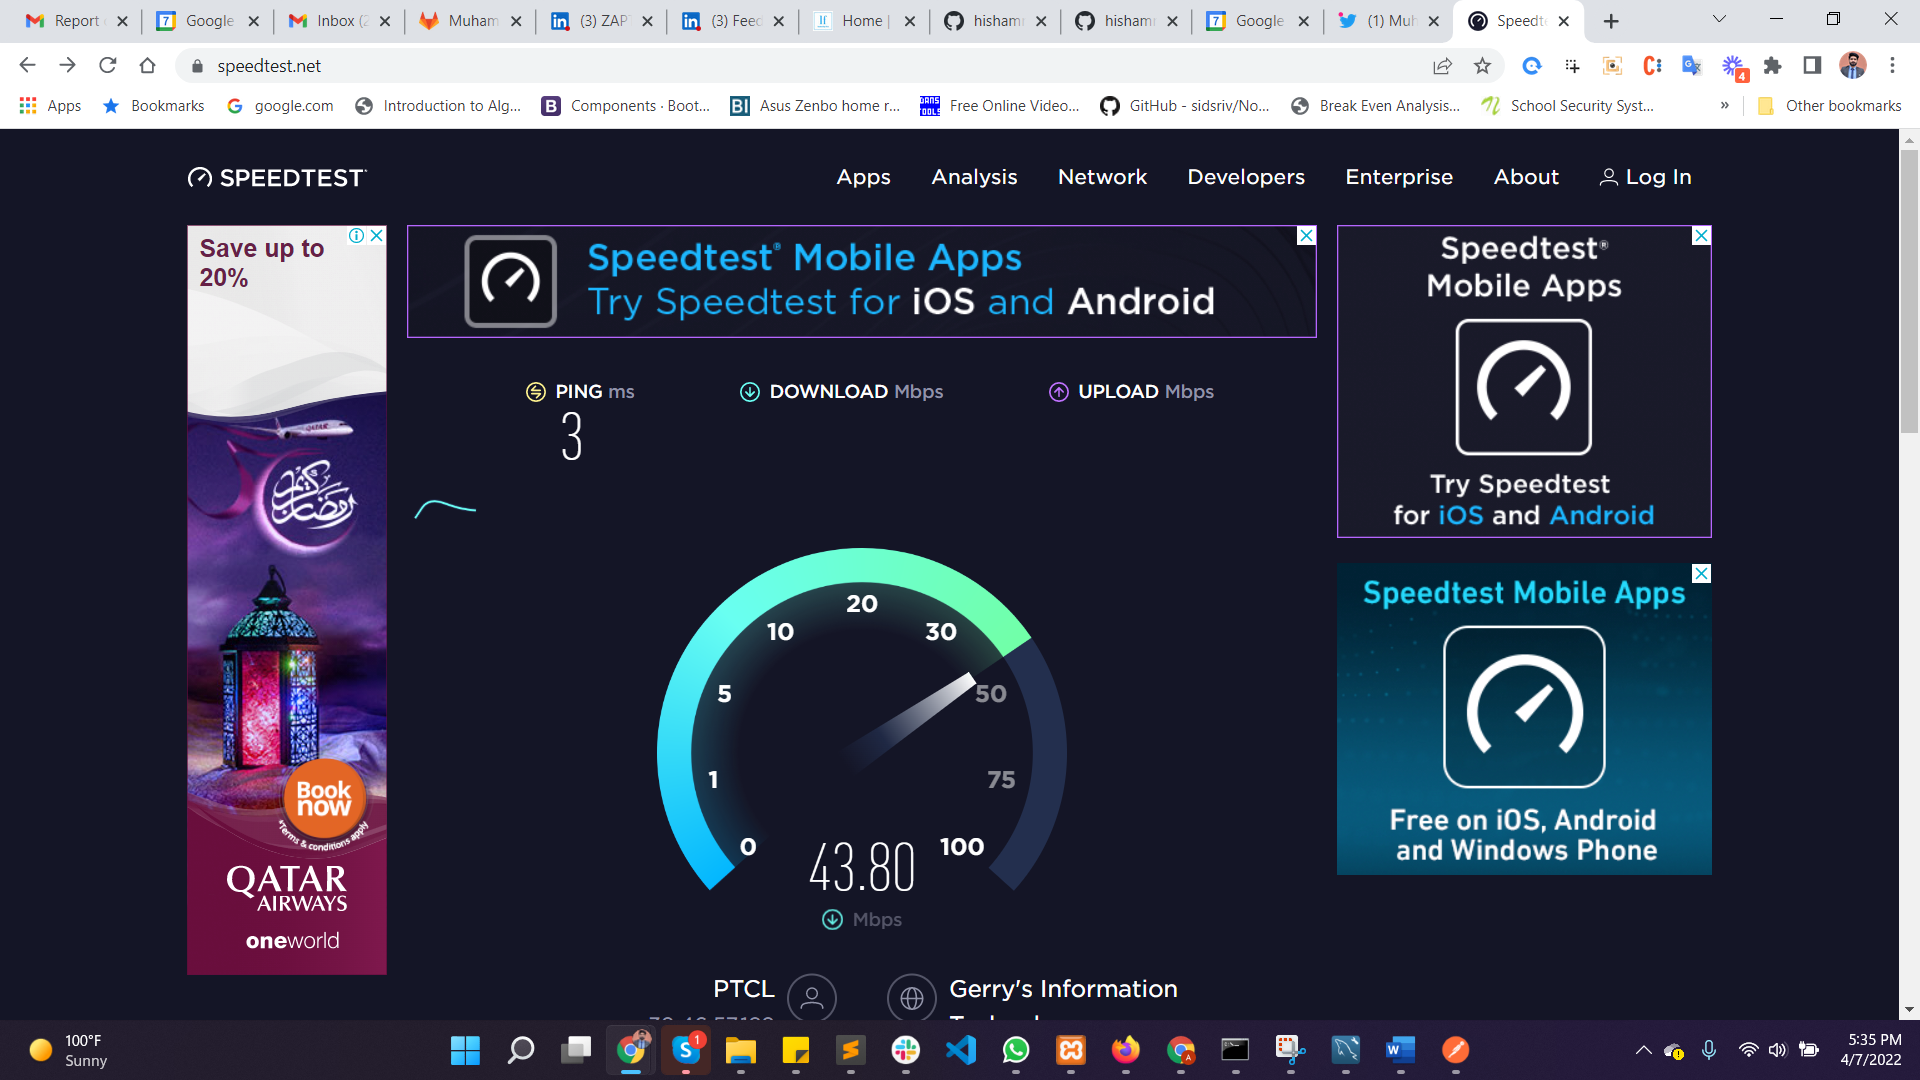 Report
Google
Inbox (2
Muham
(3) ZAP
(3) Feed
Home |
hisham
hisham
Google
(1) Muh
Speedte
speedtest.net
4
Apps
Bookmarks
google.com
Introduction to Alg...
Components · Boot...
Asus Zenbo home r...
Free Online Video...
GitHub - sidsriv/No...
Break Even Analysis...
School Security Syst...
»
Other bookmarks
SPEEDTEST
Apps
Analysis
Network
Developers
Enterprise
About
Log In
Save up to
20%
QATAR
رمضان كريم
Book
now
*Terms & conditions apply
QATAR
AIRWAYS
oneworld
Speedtest® Mobile Apps
Try Speedtest for iOS and Android
PING ms
3
DOWNLOAD Mbps
UPLOAD Mbps
0
1
5
10
20
30
50
75
100
43.80
Mbps
PTCL
Gerry's Information
Speedtest®
Mobile Apps
Try Speedtest
for iOS and Android
Speedtest Mobile Apps
Free on iOS, Android
and Windows Phone
100°F
Sunny
1
5:35 PM
4/7/2022